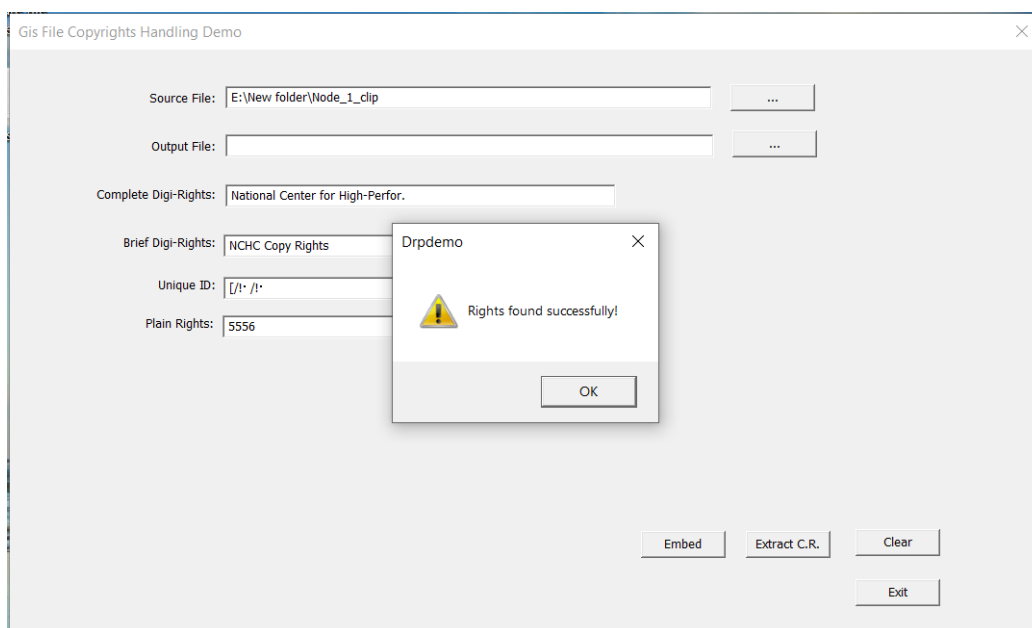 Gis File Copyrights Handling Demo
Source File: E:\New folder\Node_1_clip ...
Output File: ...
Complete Digi-Rights: National Center for High-Perfor.
Brief Digi-Rights: NCHC Copy Rights
Unique ID: [/!· /!·
Plain Rights: 5556
Drpdemo
Rights found successfully!
OK
Embed Extract C.R. Clear
Exit